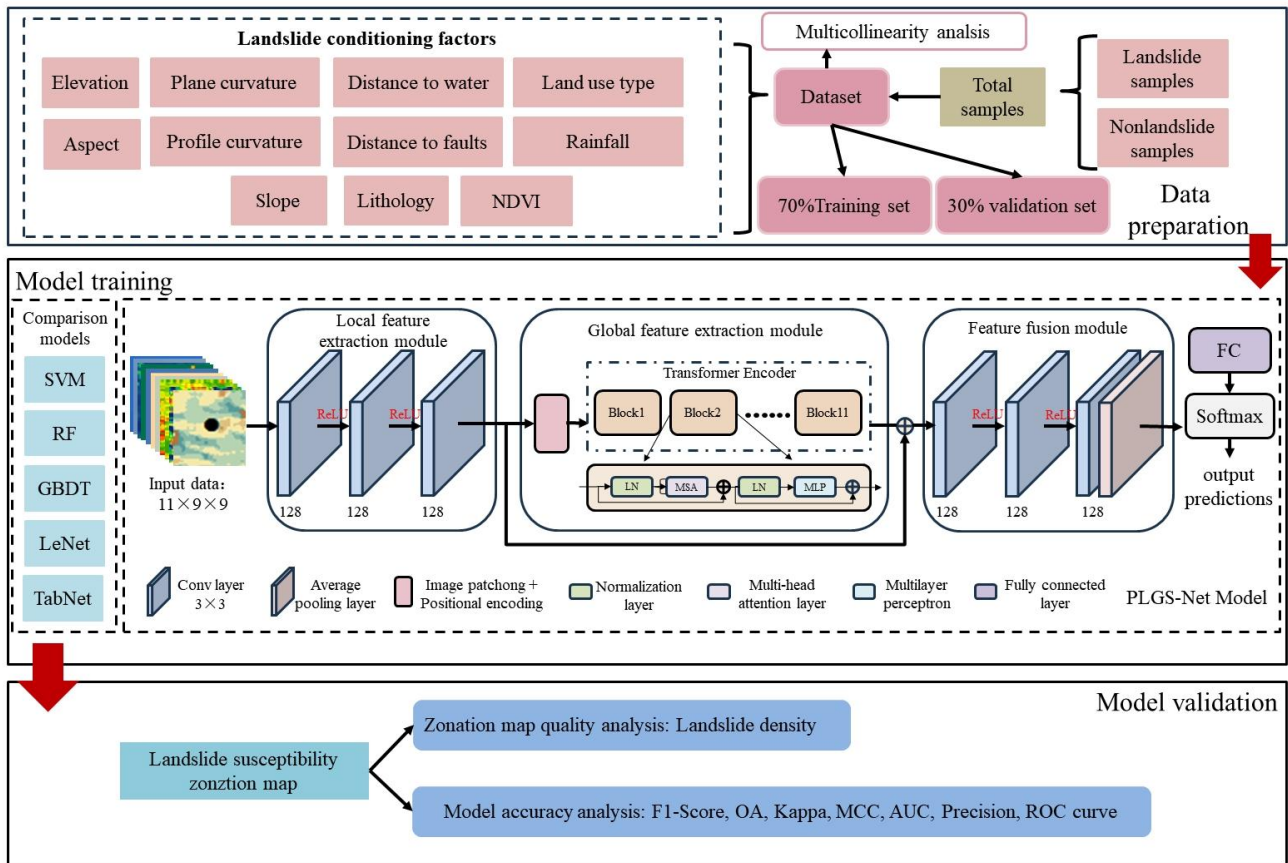 Landslide conditioning factors
Elevation
Plane curvature
Distance to water
Land use type
Aspect
Profile curvature
Distance to faults
Rainfall
Slope
Lithology
NDVI
Multicollinearity analsis
Dataset
Total
samples
Landslide
samples
Nonlandslide
samples
70%Training set
30% validation set
Data
preparation
Model training
Comparison
models
SVM
RF
GBDT
LeNet
TabNet
Input data:
11×9×9
Local feature
extraction module
ReLU
ReLU
128
128
128
Global feature extraction module
Transformer Encoder
Block1
Block2
Block11
LN
MSA
LN
MLP
Feature fusion module
ReLU
ReLU
128
128
128
FC
Softmax
output
predictions
Conv layer
3×3
Average
pooling layer
Image patchong+
Positional encoding
Normalization
layer
Multi-head
attention layer
Multilayer
perceptron
Fully connected
layer
PLGS-Net Model
Model validation
Landslide susceptibility
zonztion map
Zonation map quality analysis: Landslide density
Model accuracy analysis: F1-Score, OA, Kappa, MCC, AUC, Precision, ROC curve